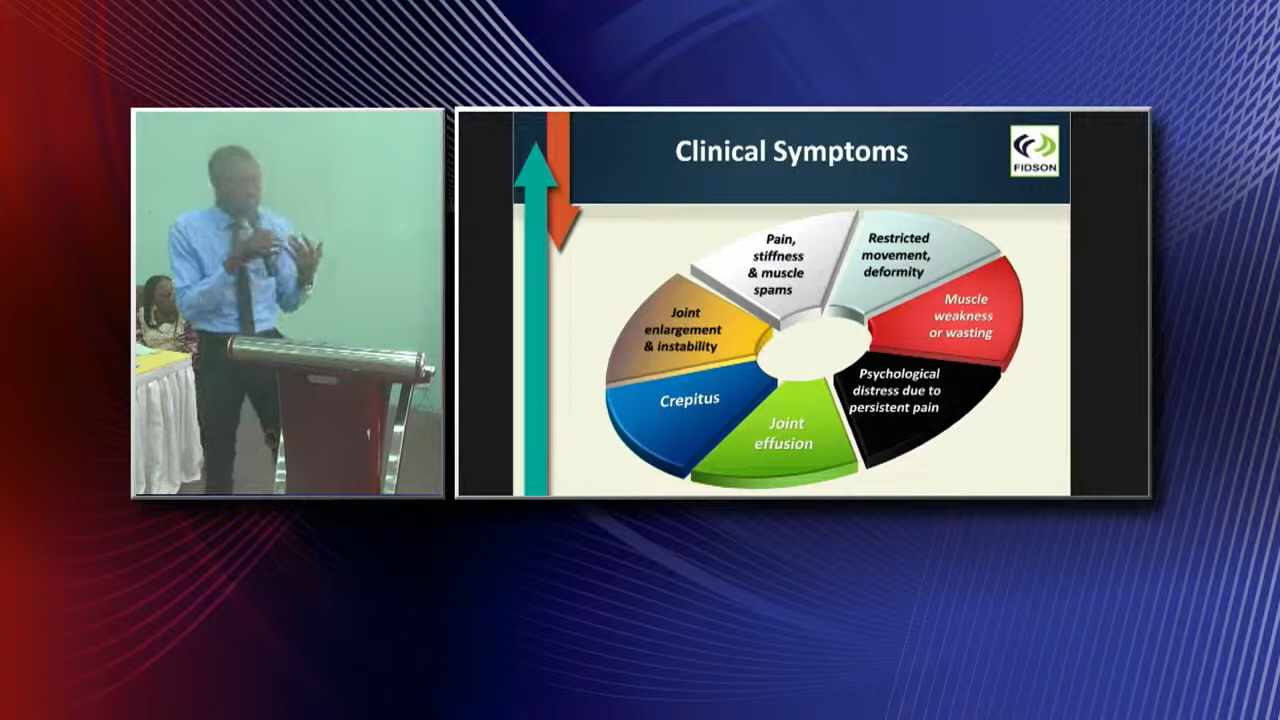 Clinical Symptoms
FIDSON
Pain,
stiffness
& muscle
spams
Restricted
movement,
deformity
Muscle
weakness
or wasting
Psychological
distress due to
persistent pain
Joint
effusion
Crepitus
Joint
enlargement
& instability